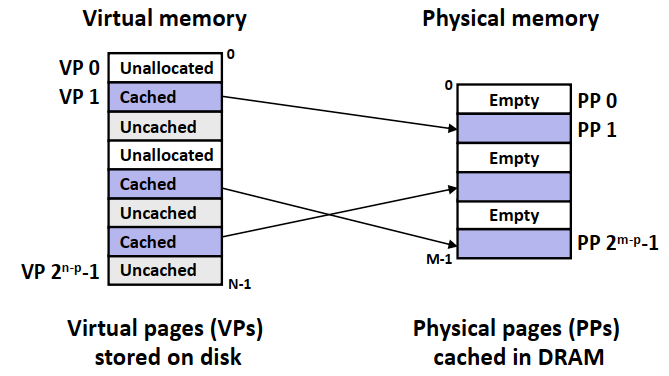 Virtual memory
Physical memory
0
VP 0 Unallocated
VP 1 Cached
Uncached
Unallocated
Cached
Uncached
Cached
VP 2ⁿ⁻ᵖ-1 Uncached
N-1
0
Empty PP 0
PP 1
Empty
Empty
PP 2ᵐ⁻ᵖ-1
M-1
Virtual pages (VPs)
stored on disk
Physical pages (PPs)
cached in DRAM